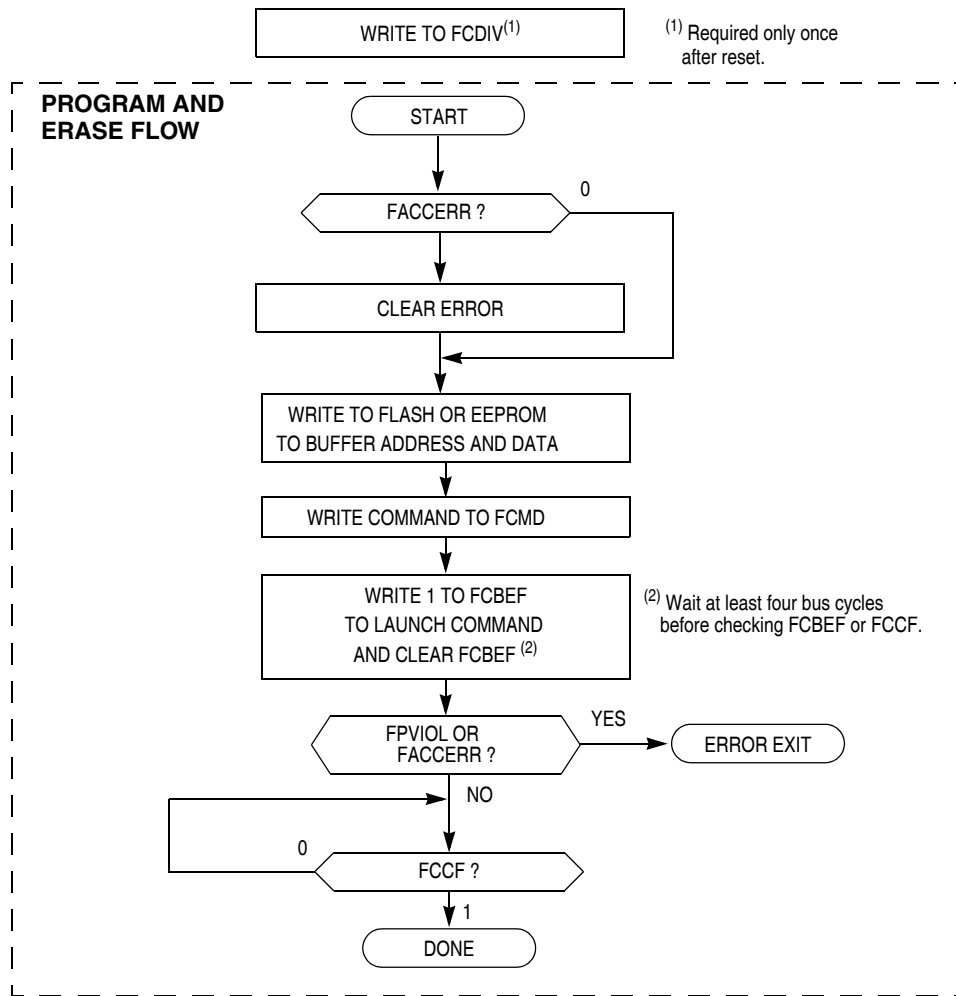 WRITE TO FCDIV(1)
(1) Required only once
after reset.
PROGRAM AND
ERASE FLOW
START
0
FACCERR ?
CLEAR ERROR
WRITE TO FLASH OR EEPROM
TO BUFFER ADDRESS AND DATA
WRITE COMMAND TO FCMD
WRITE 1 TO FCBEF
TO LAUNCH COMMAND
AND CLEAR FCBEF (2)
(2) Wait at least four bus cycles
before checking FCBEF or FCCF.
FPVIOL OR
FACCERR ?
YES
ERROR EXIT
NO
0
FCCF ?
1
DONE